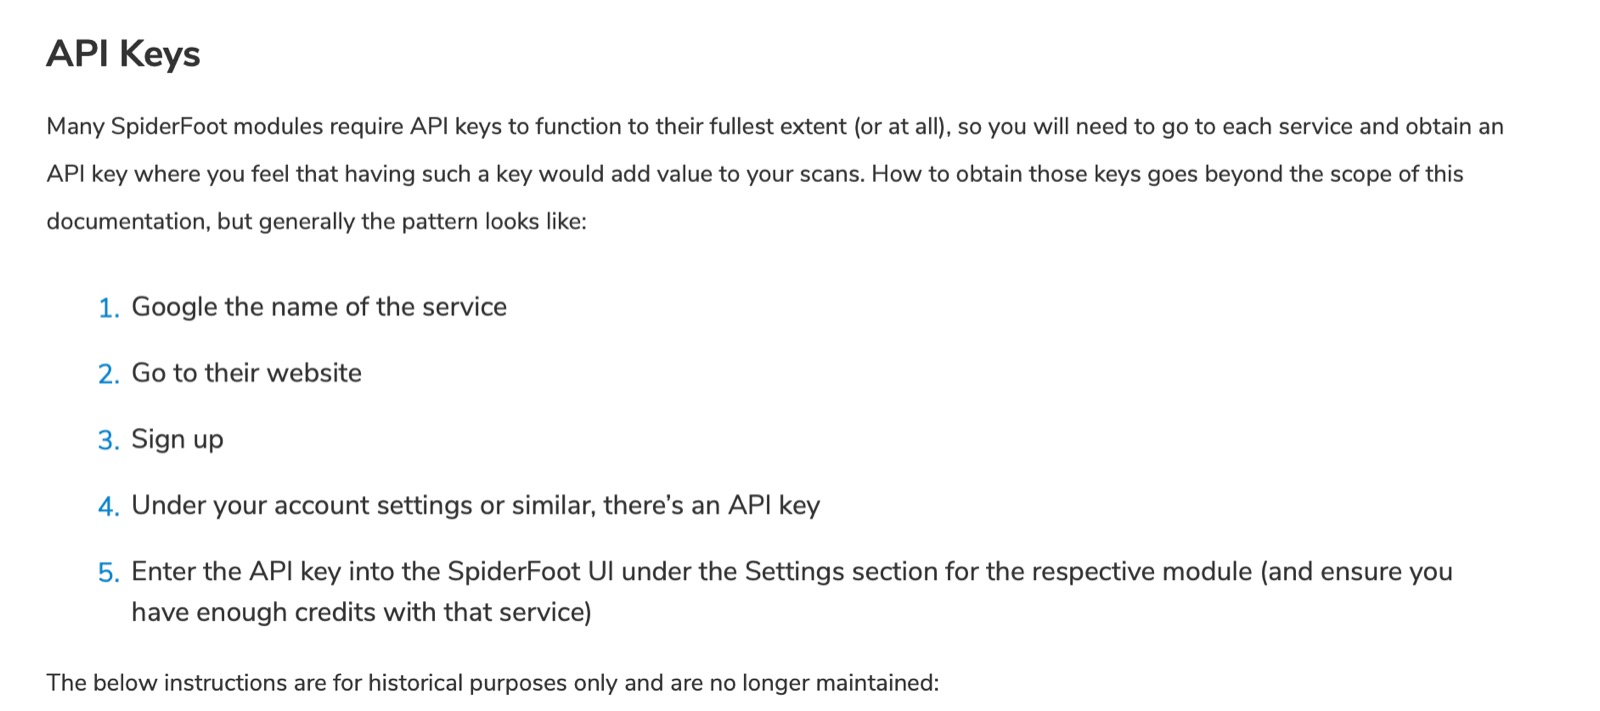 API Keys
Many SpiderFoot modules require API keys to function to their fullest extent (or at all), so you will need to go to each service and obtain an
API key where you feel that having such a key would add value to your scans. How to obtain those keys goes beyond the scope of this
documentation, but generally the pattern looks like:
1. Google the name of the service
2. Go to their website
3. Sign up
4. Under your account settings or similar, there's an API key
5. Enter the API key into the SpiderFoot UI under the Settings section for the respective module (and ensure you
have enough credits with that service)
The below instructions are for historical purposes only and are no longer maintained: